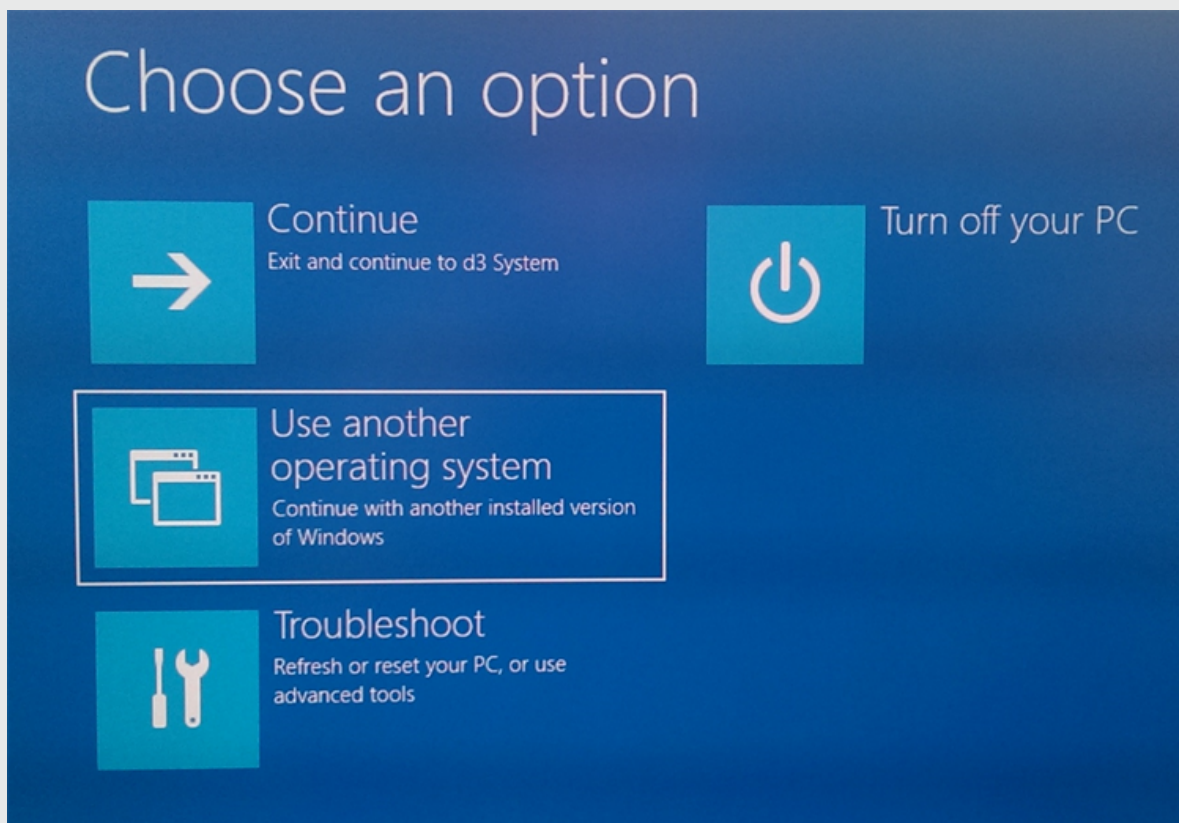 Choose an option
Continue
Exit and continue to d3 System
Turn off your PC
Use another
operating system
Continue with another installed version
of Windows
Troubleshoot
Refresh or reset your PC, or use
advanced tools